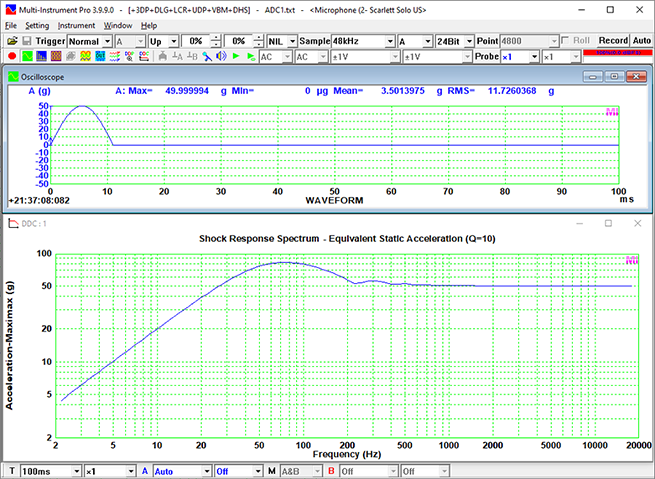 Multi-Instrument Pro 3.9.9.0 - [+3DP+DLG+LCR+UDP+VBM+DHS] - ADC1.txt - <Microphone (2- Scarlett Solo US>
File Setting Instrument Window Help
Trigger Normal A Up 0% 0% NIL Sample 48kHz A 24Bit Point 4800 Roll Record Auto
AC AC ±1V ±1V Probe ×1 ×1
Oscilloscope
A (g) A: Max= 49.999994 g Min= 0 µg Mean= 3.5013975 g RMS= 11.7260368 g
50
40
30
20
10
0
-10
-20
-30
-40
-50
MI
0 10 20 30 40 50 60 70 80 90 100
+21:37:08:082 WAVEFORM ms
DDC: 1
Shock Response Spectrum - Equivalent Static Acceleration (Q=10)
MI
Acceleration-Maximax (g)
100
50
20
10
5
2
2 5 10 20 50 100 200 500 1000 2000 5000 10000 20000
Frequency (Hz)
T 100ms ×1 A Auto Off M A&B B Off Off